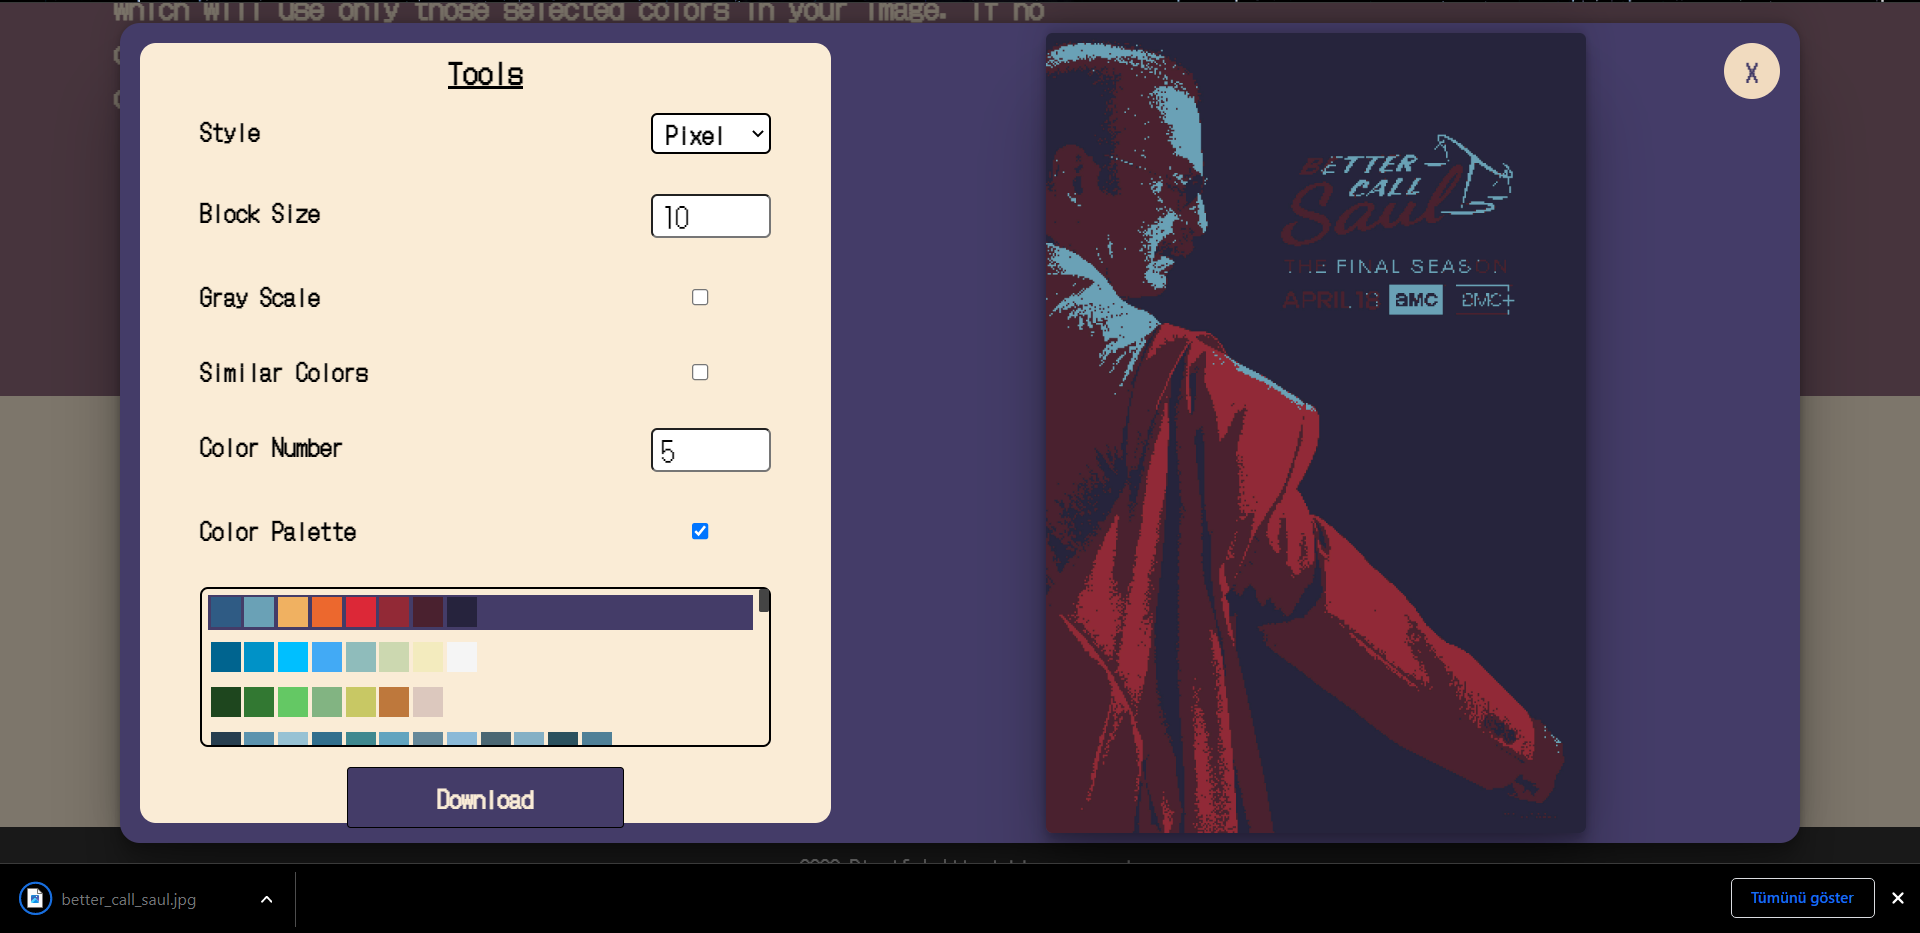 which will use only those selected colors in your image. If no
Tools
Style
Pixel
Block Size
10
Gray Scale
Similar Colors
Color Number
5
Color Palette
Download
X
BETTER
CALL
Saul
THE FINAL SEASON
APRIL 18 aMC aMC+
better_call_saul.jpg
Tümünü göster